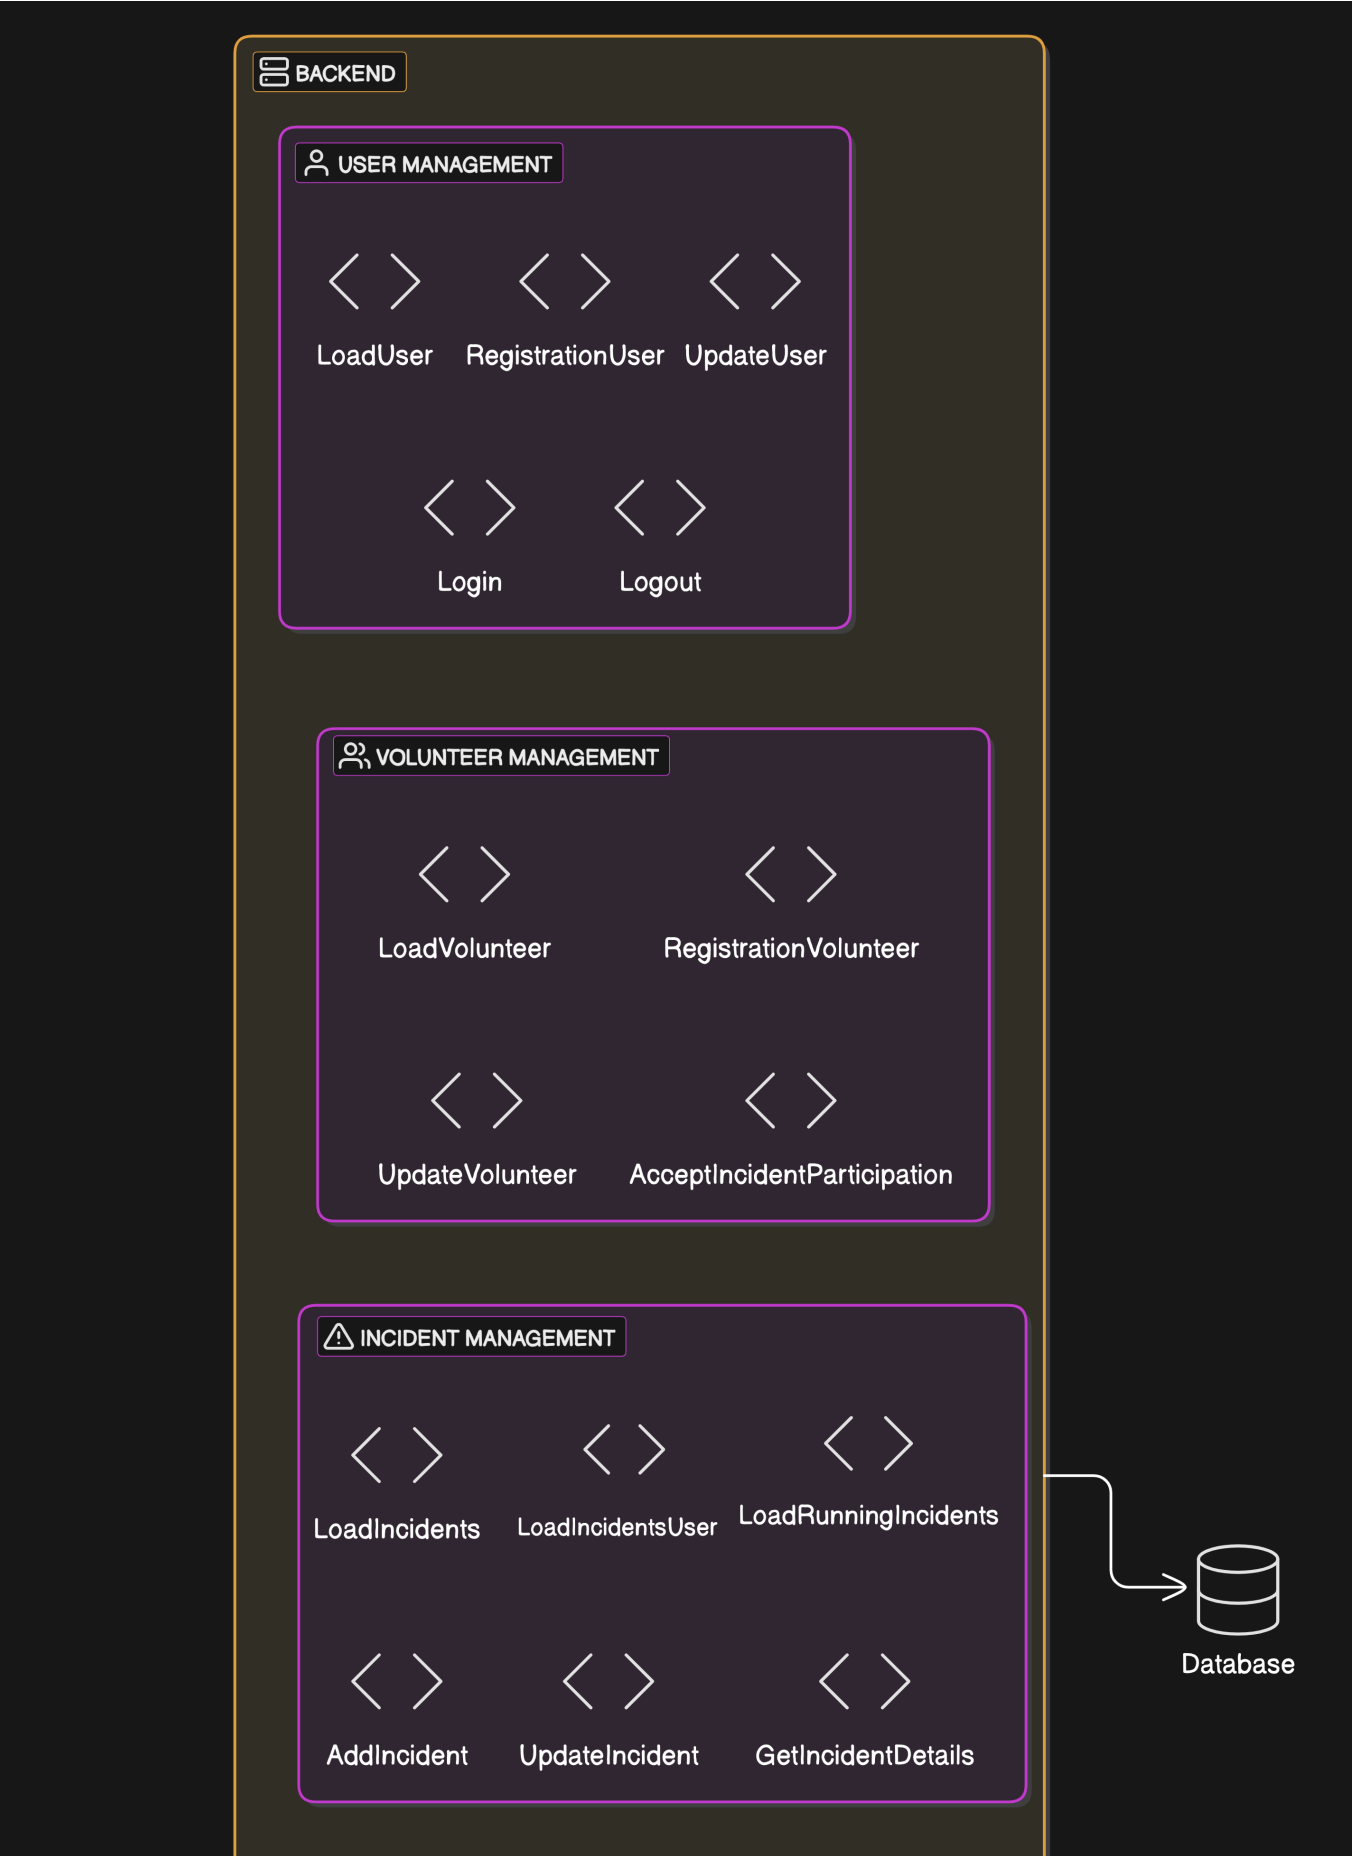 BACKEND
USER MANAGEMENT
LoadUser RegistrationUser UpdateUser
Login Logout
VOLUNTEER MANAGEMENT
LoadVolunteer RegistrationVolunteer
UpdateVolunteer AcceptIncidentParticipation
INCIDENT MANAGEMENT
LoadIncidents LoadIncidentsUser LoadRunningIncidents
AddIncident UpdateIncident GetIncidentDetails
Database